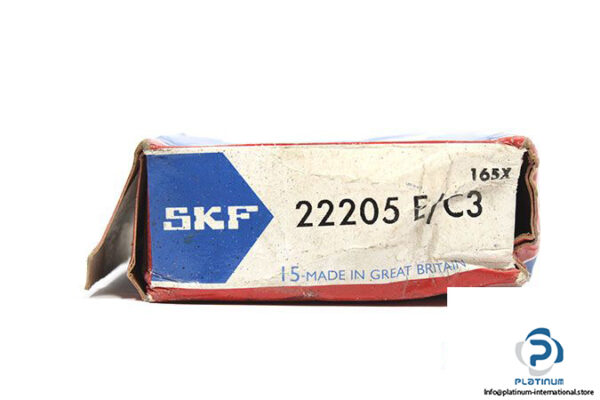 165X
SKF 22205 E/C3
15-MADE IN GREAT BRITAIN
PLATINUM
Info@platinum-international.store